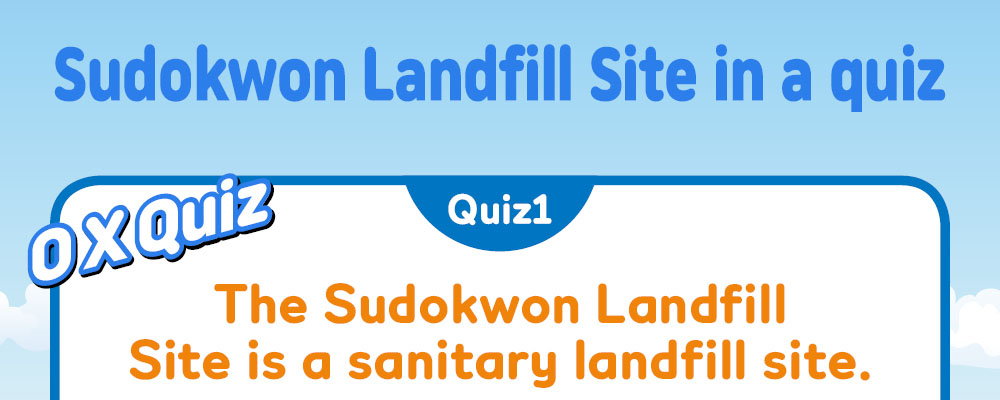 Sudokwon Landfill Site in a quiz
O X Quiz
Quiz1
The Sudokwon Landfill
Site is a sanitary landfill site.